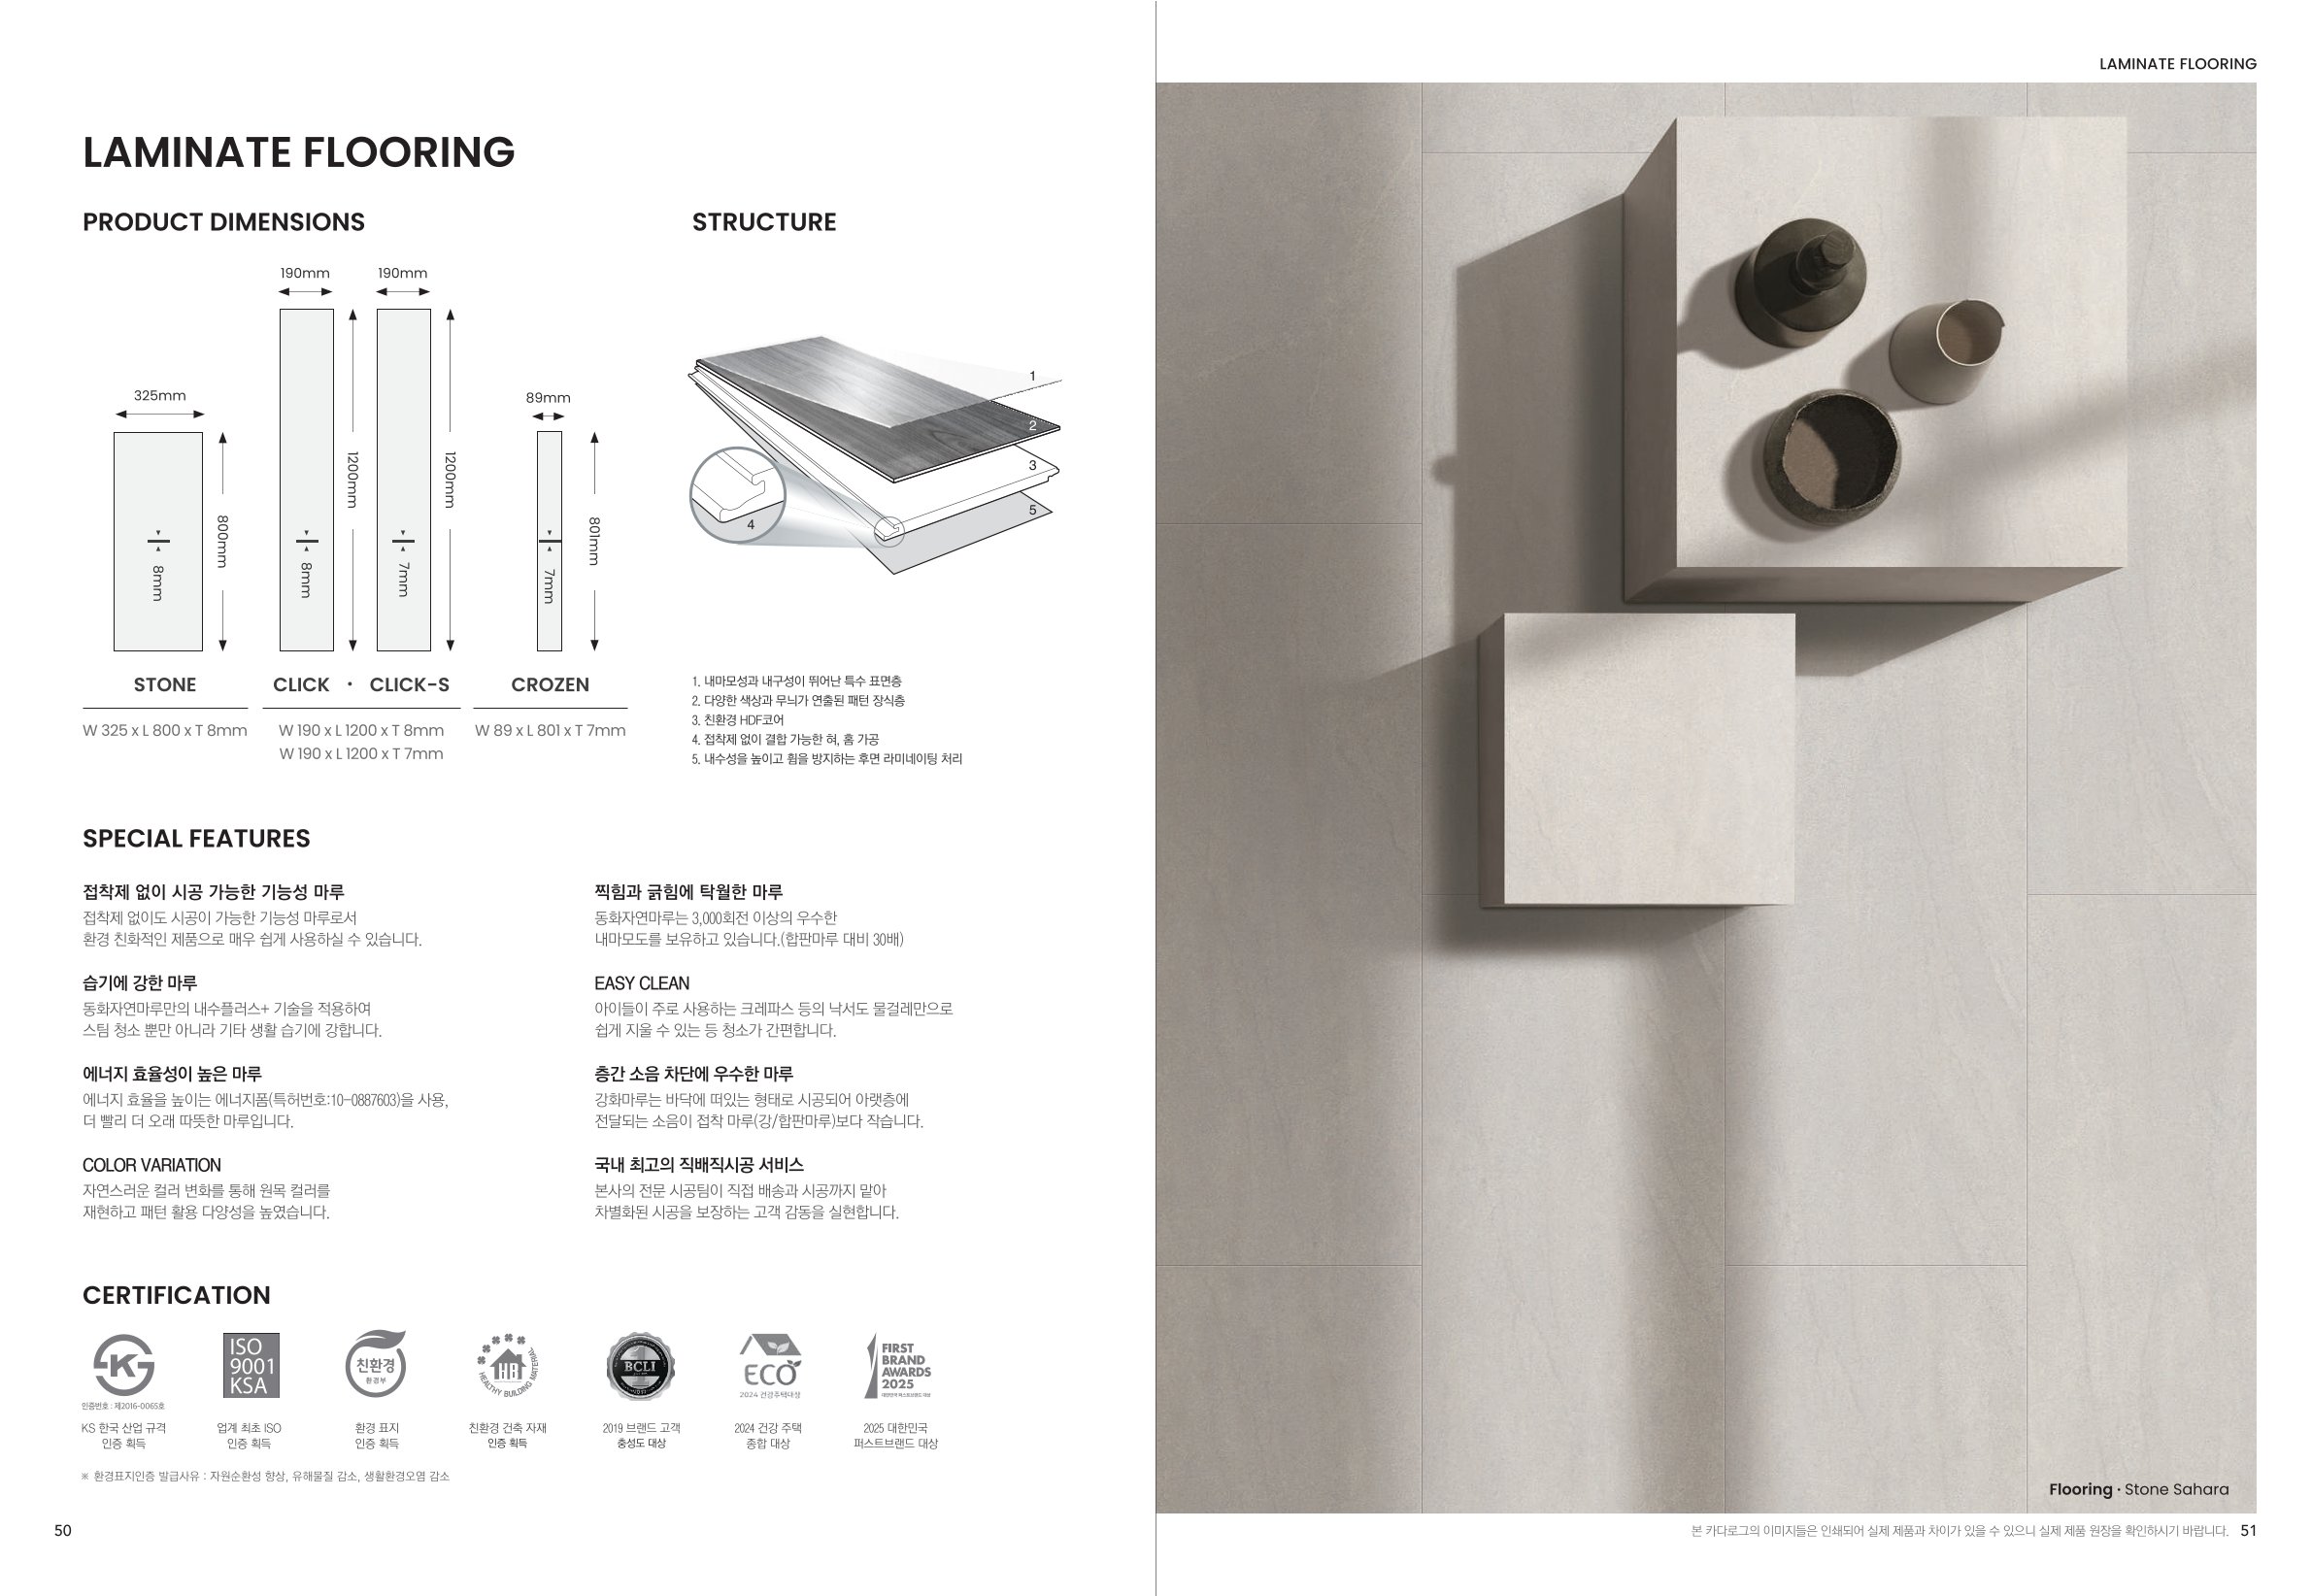 LAMINATE FLOORING
PRODUCT DIMENSIONS
325mm
800mm
8mm
190mm
1200mm
8mm
190mm
1200mm
7mm
89mm
801mm
7mm
STONE
W 325 x L 800 x T 8mm
CLICK · CLICK-S
W 190 x L 1200 x T 8mm
W 190 x L 1200 x T 7mm
CROZEN
W 89 x L 801 x T 7mm
STRUCTURE
1
2
3
4
5
1. 내마모성과 내구성이 뛰어난 특수 표면층
2. 다양한 색상과 무늬가 연출된 패턴 장식층
3. 친환경 HDF코어
4. 접착제 없이 결합 가능한 혀, 홈 가공
5. 내수성을 높이고 휨을 방지하는 후면 라미네이팅 처리
SPECIAL FEATURES
접착제 없이 시공 가능한 기능성 마루
접착제 없이도 시공이 가능한 기능성 마루로서
환경 친화적인 제품으로 매우 쉽게 사용하실 수 있습니다.
습기에 강한 마루
동화자연마루만의 내수플러스+ 기술을 적용하여
스팀 청소 뿐만 아니라 기타 생활 습기에 강합니다.
에너지 효율성이 높은 마루
에너지 효율을 높이는 에너지폼(특허번호:10-0887603)을 사용,
더 빨리 더 오래 따뜻한 마루입니다.
COLOR VARIATION
자연스러운 컬러 변화를 통해 원목 컬러를
재현하고 패턴 활용 다양성을 높였습니다.
찍힘과 긁힘에 탁월한 마루
동화자연마루는 3,000회전 이상의 우수한
내마모도를 보유하고 있습니다.(합판마루 대비 30배)
EASY CLEAN
아이들이 주로 사용하는 크레파스 등의 낙서도 물걸레만으로
쉽게 지울 수 있는 등 청소가 간편합니다.
층간 소음 차단에 우수한 마루
강화마루는 바닥에 떠있는 형태로 시공되어 아랫층에
전달되는 소음이 접착 마루(강/합판마루)보다 작습니다.
국내 최고의 직배직시공 서비스
본사의 전문 시공팀이 직접 배송과 시공까지 맡아
차별화된 시공을 보장하는 고객 감동을 실현합니다.
CERTIFICATION
K
인증번호 : 제2016-0065호
KS 한국 산업 규격
인증 획득
ISO
9001
KSA
업계 최초 ISO
인증 획득
친환경
환경부
환경 표지
인증 획득
HB
HEALTHY BUILDING MATERIAL
친환경 건축 자재
인증 획득
BCLI
2019 브랜드 고객
충성도 대상
ECO
2024 건강주택대상
2024 건강 주택
종합 대상
FIRST
BRAND
AWARDS
2025
2025 대한민국
퍼스트브랜드 대상
※ 환경표지인증 발급사유 : 자원순환성 향상, 유해물질 감소, 생활환경오염 감소
50
LAMINATE FLOORING
Flooring · Stone Sahara
본 카다로그의 이미지들은 인쇄되어 실제 제품과 차이가 있을 수 있으니 실제 제품 원장을 확인하시기 바랍니다. 51